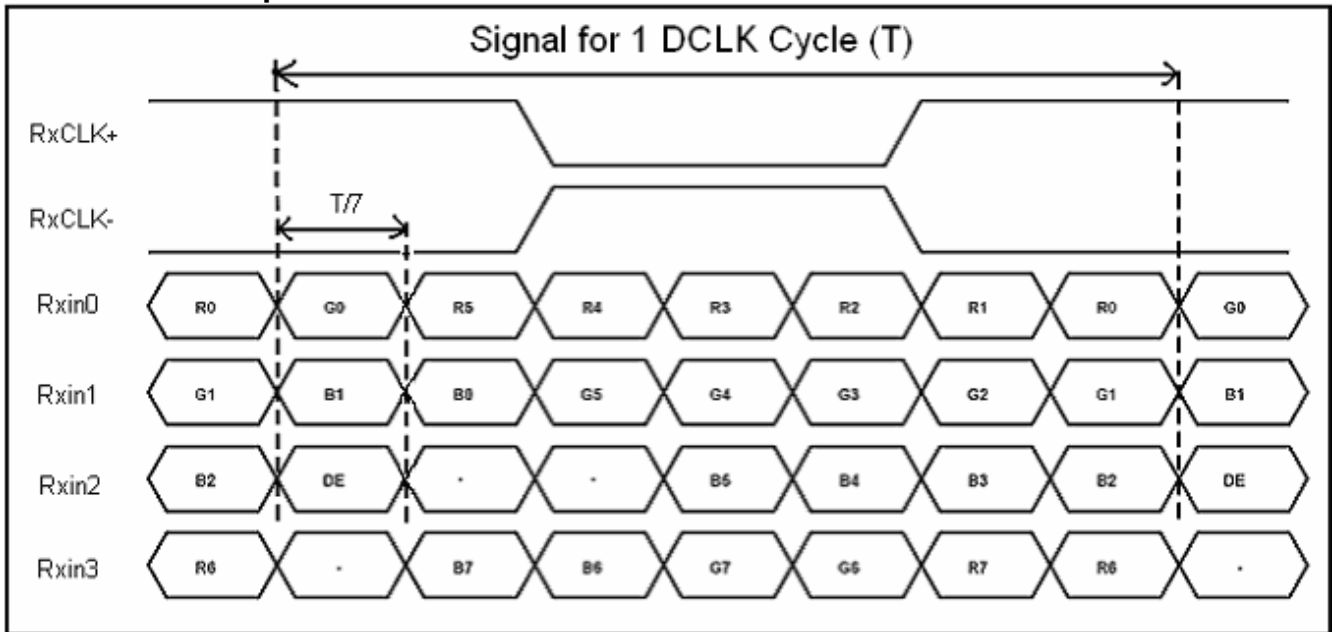 Signal for 1 DCLK Cycle (T)
RxCLK+
RxCLK-
T/7
Rxin0 R0 G0 R5 R4 R3 R2 R1 R0 G0
Rxin1 G1 B1 B0 G5 G4 G3 G2 G1 B1
Rxin2 B2 DE - - B5 B4 B3 B2 DE
Rxin3 R6 - B7 B6 G7 G6 R7 R6 -